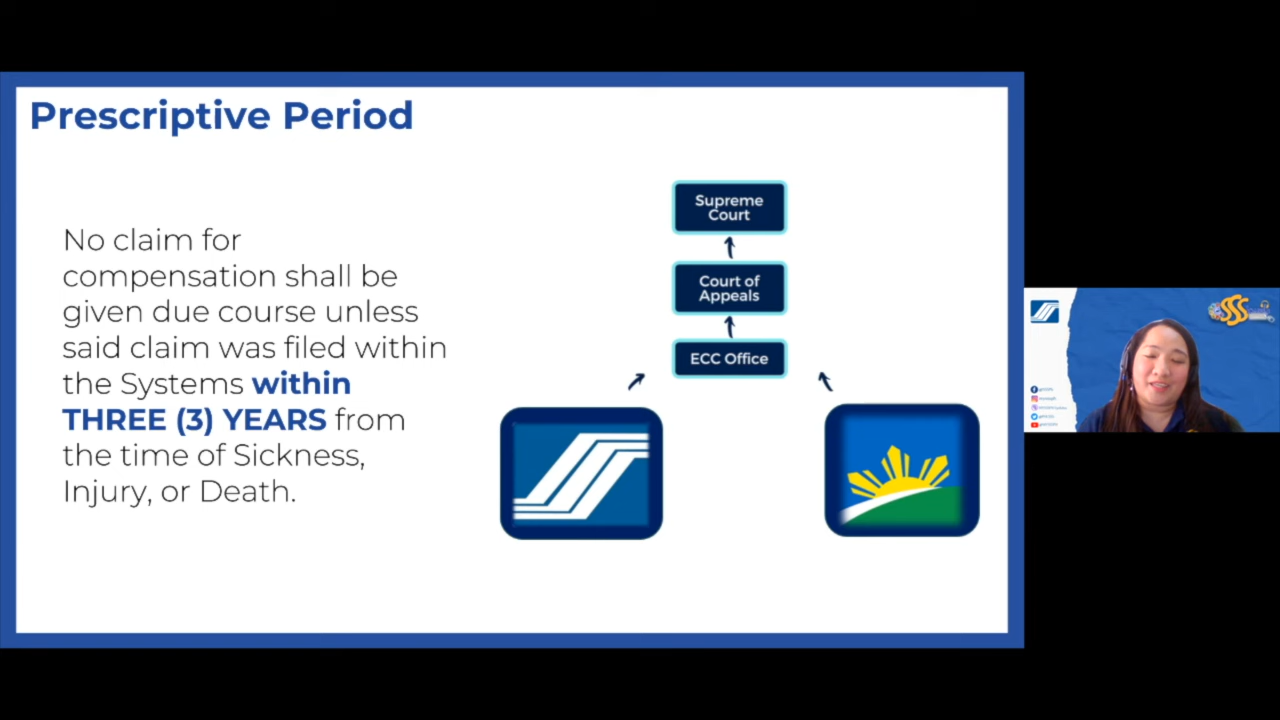 Prescriptive Period
No claim for
compensation shall be
given due course unless
said claim was filed within
the Systems within
THREE (3) YEARS from
the time of Sickness,
Injury, or Death.
Supreme
Court
Court of
Appeals
ECC Office
SSS